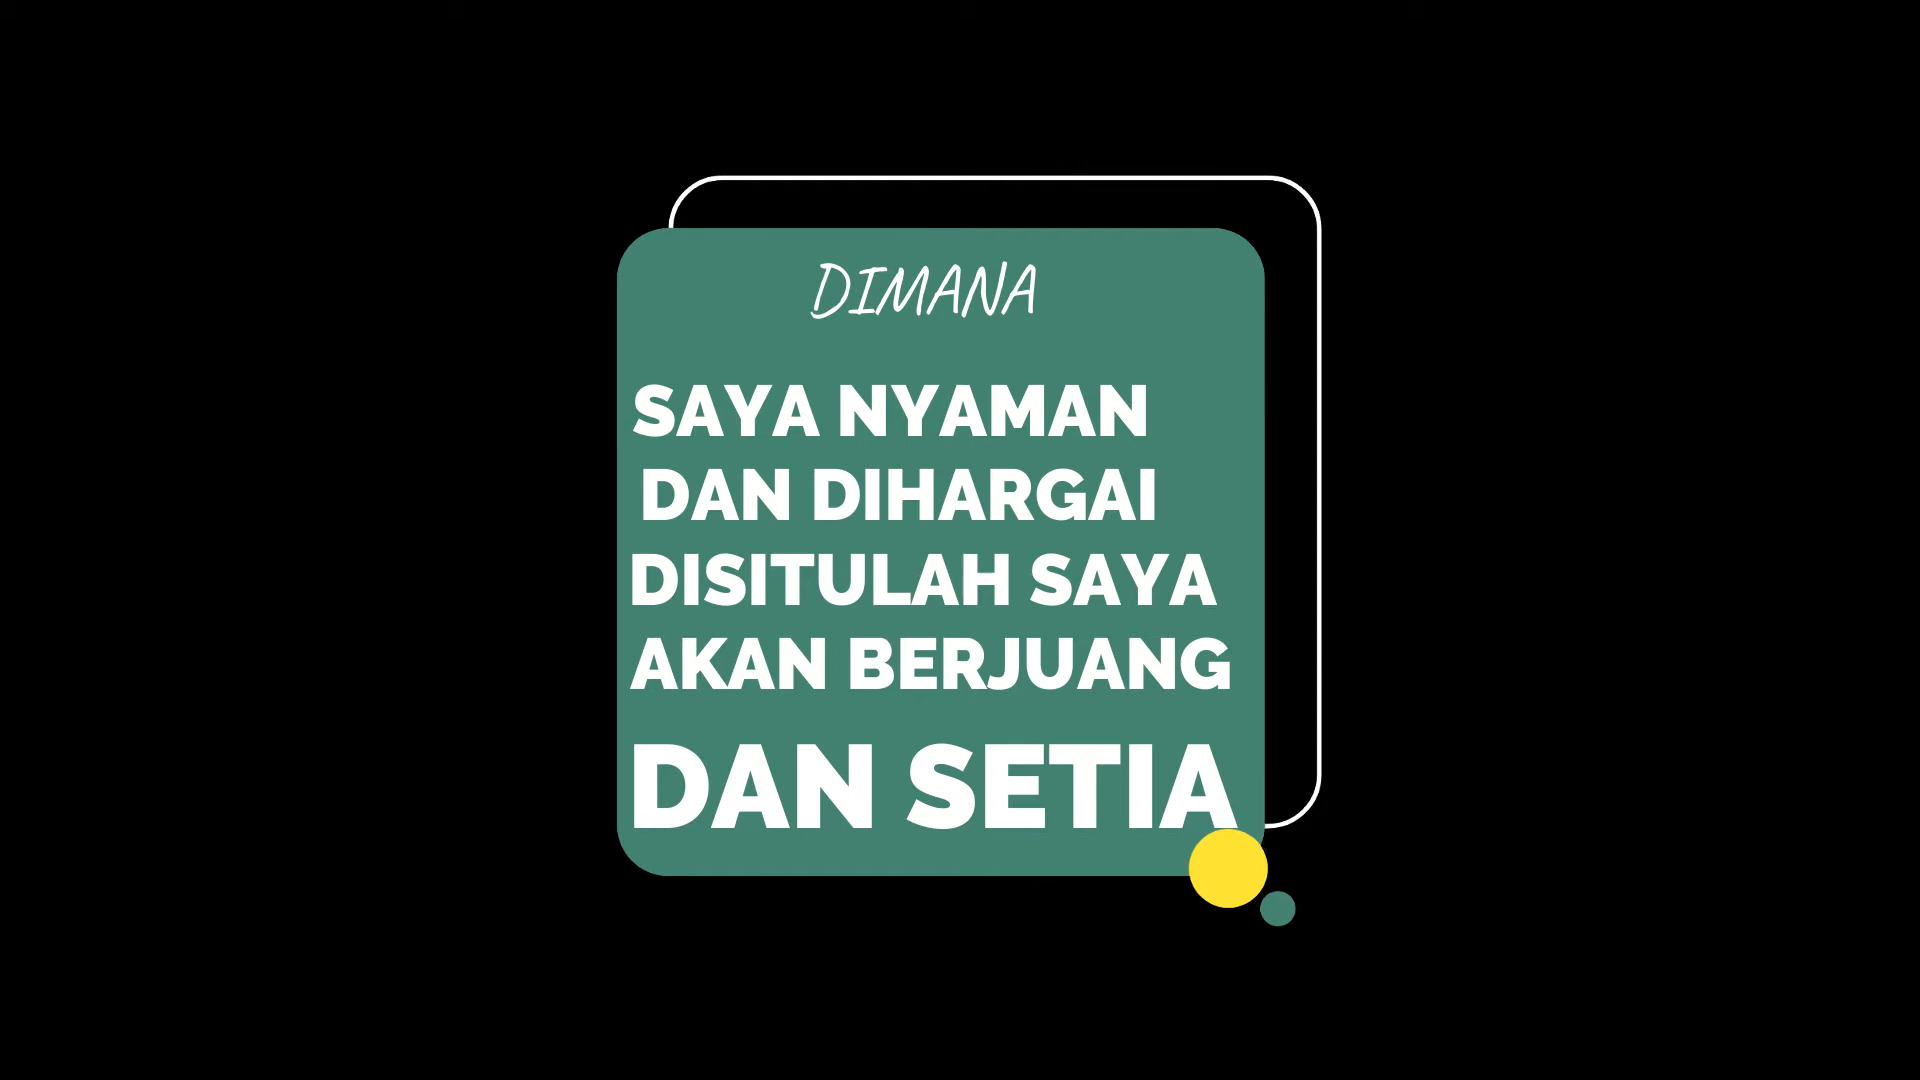 DIMANA
SAYA NYAMAN
DAN DIHARGAI
DISITULAH SAYA
AKAN BERJUANG
DAN SETIA